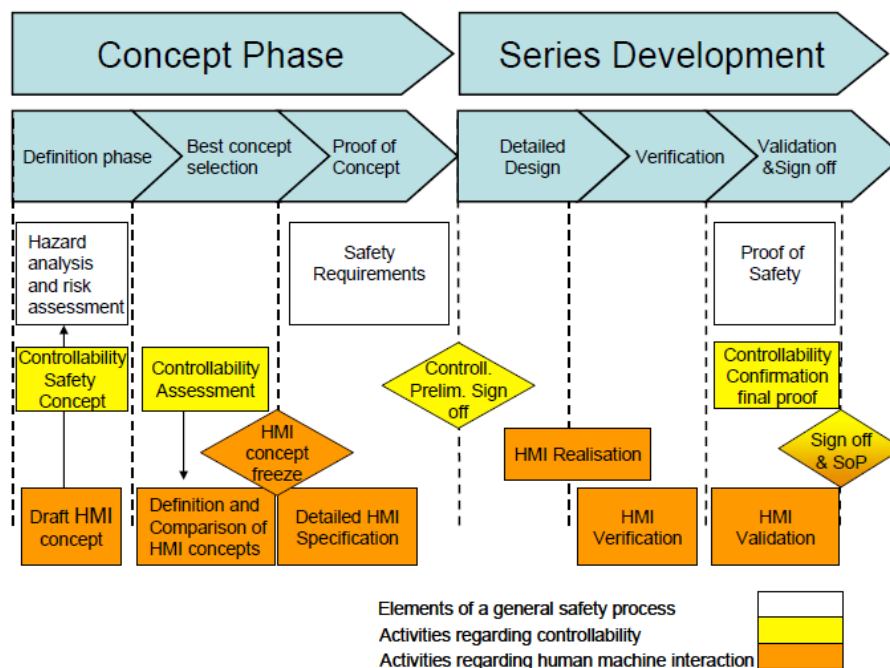 Concept Phase
Series Development
Definition phase
Best concept
selection
Proof of
Concept
Detailed
Design
Verification
Validation
&Sign off
Hazard
analysis
and risk
assessment
Safety
Requirements
Proof of
Safety
Controllability
Safety
Concept
Controllability
Assessment
Controll.
Prelim. Sign
off
Controllability
Confirmation
final proof
HMI
concept
freeze
HMI Realisation
Sign off
& SoP
Draft HMI
concept
Definition and
Comparison of
HMI concepts
Detailed HMI
Specification
HMI
Verification
HMI
Validation
Elements of a general safety process
Activities regarding controllability
Activities regarding human machine interaction